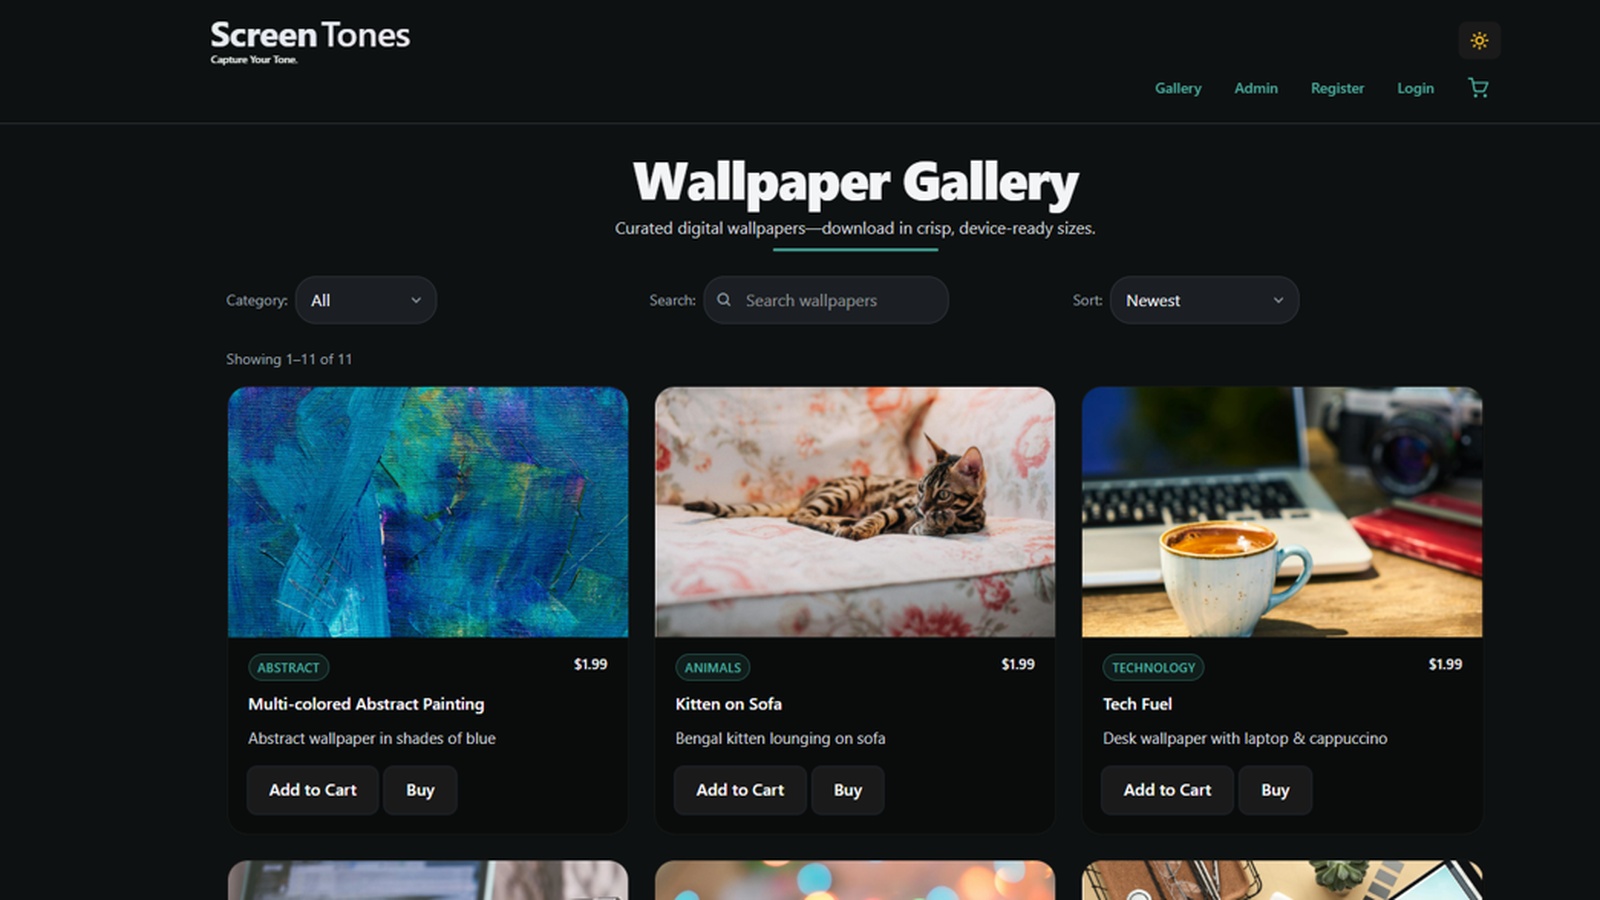 ScreenTones
Capture Your Tone.
Gallery Admin Register Login
Wallpaper Gallery
Curated digital wallpapers—download in crisp, device-ready sizes.
Category: All Search: Search wallpapers Sort: Newest
Showing 1–11 of 11
ABSTRACT $1.99
Multi-colored Abstract Painting
Abstract wallpaper in shades of blue
Add to Cart Buy
ANIMALS $1.99
Kitten on Sofa
Bengal kitten lounging on sofa
Add to Cart Buy
TECHNOLOGY $1.99
Tech Fuel
Desk wallpaper with laptop & cappuccino
Add to Cart Buy